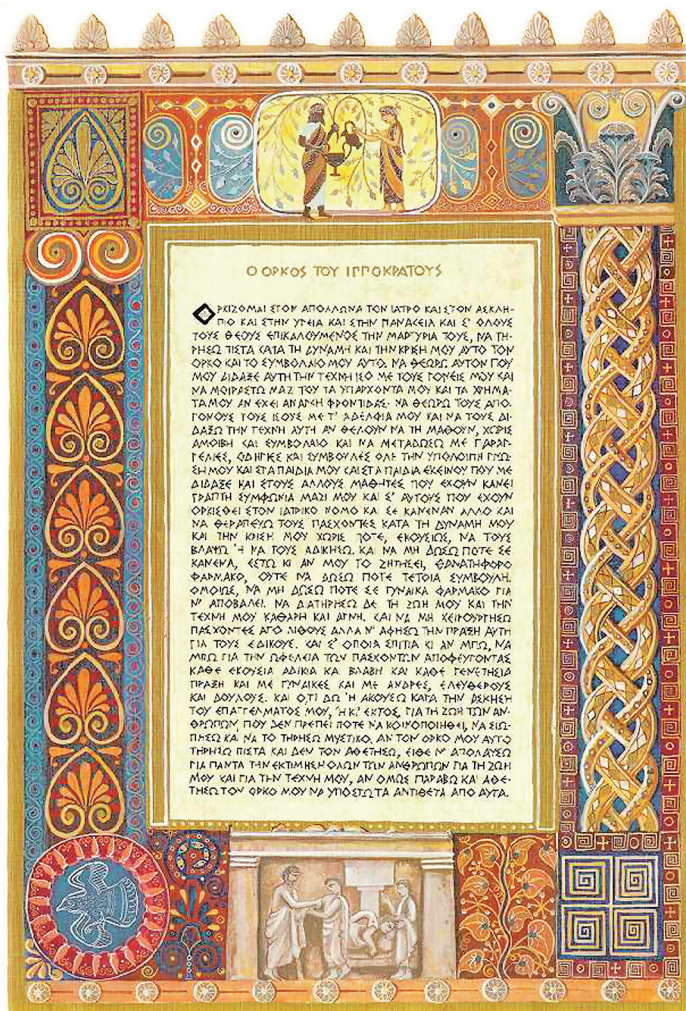 Ο ΟΡΚΟΣ ΤΟΥ ΙΠΠΟΚΡΑΤΟΥΣ
ΟΡΚΙΖΟΜΑΙ ΣΤΟΝ ΑΠΟΛΛΩΝΑ ΤΟΝ ΙΑΤΡΟ ΚΑΙ ΣΤΟΝ ΑΣΚΛΗ-
ΠΙΟ ΚΑΙ ΣΤΗΝ ΥΓΕΙΑ ΚΑΙ ΣΤΗΝ ΠΑΝΑΚΕΙΑ ΚΑΙ Σ' ΟΛΟΥΣ
ΤΟΥΣ ΘΕΟΥΣ ΕΠΙΚΑΛΟΥΜΕΝΟΣ ΤΗΝ ΜΑΡΤΥΡΙΑ ΤΟΥΣ, ΝΑ ΤΗ-
ΡΗΣΩ ΠΙΣΤΑ ΚΑΤΑ ΤΗ ΔΥΝΑΜΗ ΚΑΙ ΤΗΝ ΚΡΙΣΗ ΜΟΥ ΑΥΤΟ ΤΟΝ
ΟΡΚΟ ΚΑΙ ΤΟ ΣΥΜΒΟΛΑΙΟ ΜΟΥ ΑΥΤΟ. ΝΑ ΘΕΩΡΩ ΑΥΤΟΝ ΠΟΥ
ΜΟΥ ΔΙΔΑΞΕ ΑΥΤΗ ΤΗΝ ΤΕΧΝΗ ΙΣΟ ΜΕ ΤΟΥΣ ΓΟΝΕΙΣ ΜΟΥ ΚΑΙ
ΝΑ ΜΟΙΡΑΣΤΩ ΜΑΖΙ ΤΟΥ ΤΑ ΥΠΑΡΧΟΝΤΑ ΜΟΥ ΚΑΙ ΤΑ ΧΡΗΜΑ-
ΤΑ ΜΟΥ ΑΝ ΕΧΕΙ ΑΝΑΓΚΗ ΦΡΟΝΤΙΔΑΣ. ΝΑ ΘΕΩΡΩ ΤΟΥΣ ΑΠΟ-
ΓΟΝΟΥΣ ΤΟΥΣ ΙΣΟΥΣ ΜΕ Τ' ΑΔΕΛΦΙΑ ΜΟΥ ΚΑΙ ΝΑ ΤΟΥΣ ΔΙ-
ΔΑΞΩ ΤΗΝ ΤΕΧΝΗ ΑΥΤΗ ΑΝ ΘΕΛΟΥΝ ΝΑ ΤΗ ΜΑΘΟΥΝ, ΧΩΡΙΣ
ΑΜΟΙΒΗ ΚΑΙ ΣΥΜΒΟΛΑΙΟ ΚΑΙ ΝΑ ΜΕΤΑΔΩΣΩ ΜΕ ΠΑΡΑΓ-
ΓΕΛΙΕΣ, ΟΔΗΓΙΕΣ ΚΑΙ ΣΥΜΒΟΥΛΕΣ ΟΛΗ ΤΗΝ ΥΠΟΛΟΙΠΗ ΓΝΩ-
ΣΗ ΜΟΥ ΚΑΙ ΣΤΑ ΠΑΙΔΙΑ ΜΟΥ ΚΑΙ ΣΤΑ ΠΑΙΔΙΑ ΕΚΕΙΝΟΥ ΠΟΥ ΜΕ
ΔΙΔΑΞΕ ΚΑΙ ΣΤΟΥΣ ΑΛΛΟΥΣ ΜΑΘΗΤΕΣ ΠΟΥ ΕΧΟΥΝ ΚΑΝΕΙ
ΓΡΑΠΤΗ ΣΥΜΦΩΝΙΑ ΜΑΖΙ ΜΟΥ ΚΑΙ Σ' ΑΥΤΟΥΣ ΠΟΥ ΕΧΟΥΝ
ΟΡΚΙΣΘΕΙ ΣΤΟΝ ΙΑΤΡΙΚΟ ΝΟΜΟ ΚΑΙ ΣΕ ΚΑΝΕΝΑΝ ΑΛΛΟ ΚΑΙ
ΝΑ ΘΕΡΑΠΕΥΩ ΤΟΥΣ ΠΑΣΧΟΝΤΕΣ ΚΑΤΑ ΤΗ ΔΥΝΑΜΗ ΜΟΥ
ΚΑΙ ΤΗΝ ΚΡΙΣΗ ΜΟΥ ΧΩΡΙΣ ΠΟΤΕ, ΕΚΟΥΣΙΩΣ, ΝΑ ΤΟΥΣ
ΒΛΑΨΩ Ή ΝΑ ΤΟΥΣ ΑΔΙΚΗΣΩ. ΚΑΙ ΝΑ ΜΗ ΔΩΣΩ ΠΟΤΕ ΣΕ
ΚΑΝΕΝΑ, ΕΣΤΩ ΚΙ ΑΝ ΜΟΥ ΤΟ ΖΗΤΗΣΕΙ, ΘΑΝΑΤΗΦΟΡΟ
ΦΑΡΜΑΚΟ, ΟΥΤΕ ΝΑ ΔΩΣΩ ΠΟΤΕ ΤΕΤΟΙΑ ΣΥΜΒΟΥΛΗ.
ΟΜΟΙΩΣ, ΝΑ ΜΗ ΔΩΣΩ ΠΟΤΕ ΣΕ ΓΥΝΑΙΚΑ ΦΑΡΜΑΚΟ ΓΙΑ
Ν' ΑΠΟΒΑΛΕΙ. ΝΑ ΔΙΑΤΗΡΗΣΩ ΔΕ ΤΗ ΖΩΗ ΜΟΥ ΚΑΙ ΤΗΝ
ΤΕΧΝΗ ΜΟΥ ΚΑΘΑΡΗ ΚΑΙ ΑΓΝΗ. ΚΑΙ ΝΑ ΜΗ ΧΕΙΡΟΥΡΓΗΣΩ
ΠΑΣΧΟΝΤΕΣ ΑΠΟ ΛΙΘΟΥΣ ΑΛΛΑ Ν' ΑΦΗΣΩ ΤΗΝ ΠΡΑΞΗ ΑΥΤΗ
ΓΙΑ ΤΟΥΣ ΕΙΔΙΚΟΥΣ. ΚΑΙ Σ' ΟΠΟΙΑ ΣΠΙΤΙΑ ΚΙ ΑΝ ΜΠΩ, ΝΑ
ΜΠΩ ΓΙΑ ΤΗΝ ΩΦΕΛΕΙΑ ΤΩΝ ΠΑΣΧΟΝΤΩΝ ΑΠΟΦΕΥΓΟΝΤΑΣ
ΚΑΘΕ ΕΚΟΥΣΙΑ ΑΔΙΚΙΑ ΚΑΙ ΒΛΑΒΗ ΚΑΙ ΚΑΘΕ ΓΕΝΕΤΗΣΙΑ
ΠΡΑΞΗ ΚΑΙ ΜΕ ΓΥΝΑΙΚΕΣ ΚΑΙ ΜΕ ΑΝΔΡΕΣ, ΕΛΕΥΘΕΡΟΥΣ
ΚΑΙ ΔΟΥΛΟΥΣ. ΚΑΙ Ο,ΤΙ ΔΩ Ή ΑΚΟΥΣΩ ΚΑΤΑ ΤΗΝ ΑΣΚΗΣΗ
ΤΟΥ ΕΠΑΓΓΕΛΜΑΤΟΣ ΜΟΥ, Ή ΚΙ' ΕΚΤΟΣ, ΓΙΑ ΤΗ ΖΩΗ ΤΩΝ ΑΝ-
ΘΡΩΠΩΝ, ΠΟΥ ΔΕΝ ΠΡΕΠΕΙ ΠΟΤΕ ΝΑ ΚΟΙΝΟΠΟΙΗΘΕΙ, ΝΑ ΣΙΩ-
ΠΗΣΩ ΚΑΙ ΝΑ ΤΟ ΤΗΡΗΣΩ ΜΥΣΤΙΚΟ. ΑΝ ΤΟΝ ΟΡΚΟ ΜΟΥ ΑΥΤΟ
ΤΗΡΗΣΩ ΠΙΣΤΑ ΚΑΙ ΔΕΝ ΤΟΝ ΑΘΕΤΗΣΩ, ΕΙΘΕ Ν' ΑΠΟΛΑΥΣΩ
ΓΙΑ ΠΑΝΤΑ ΤΗΝ ΕΚΤΙΜΗΣΗ ΟΛΩΝ ΤΩΝ ΑΝΘΡΩΠΩΝ ΓΙΑ ΤΗ ΖΩΗ
ΜΟΥ ΚΑΙ ΓΙΑ ΤΗΝ ΤΕΧΝΗ ΜΟΥ, ΑΝ ΟΜΩΣ ΠΑΡΑΒΩ ΚΑΙ ΑΘΕ-
ΤΗΣΩ ΤΟΝ ΟΡΚΟ ΜΟΥ ΝΑ ΥΠΟΣΤΩ ΤΑ ΑΝΤΙΘΕΤΑ ΑΠΟ ΑΥΤΑ.